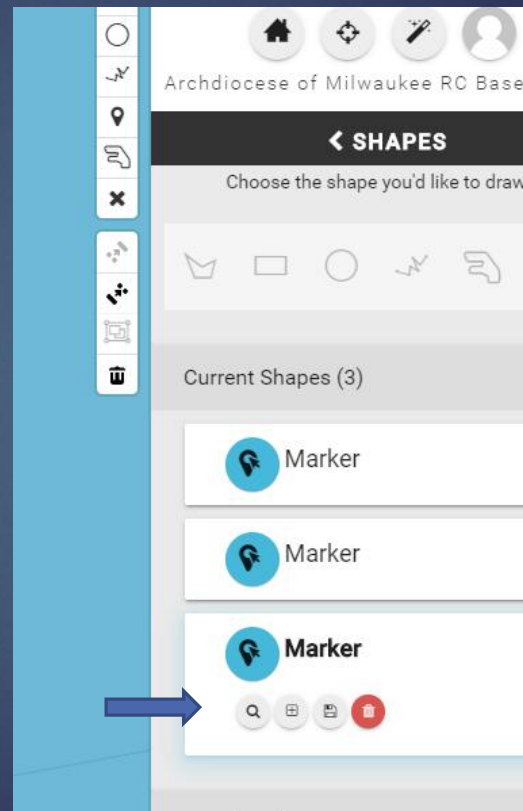 Archdiocese of Milwaukee RC Base
SHAPES
Choose the shape you'd like to draw
Current Shapes (3)
Marker
Marker
Marker